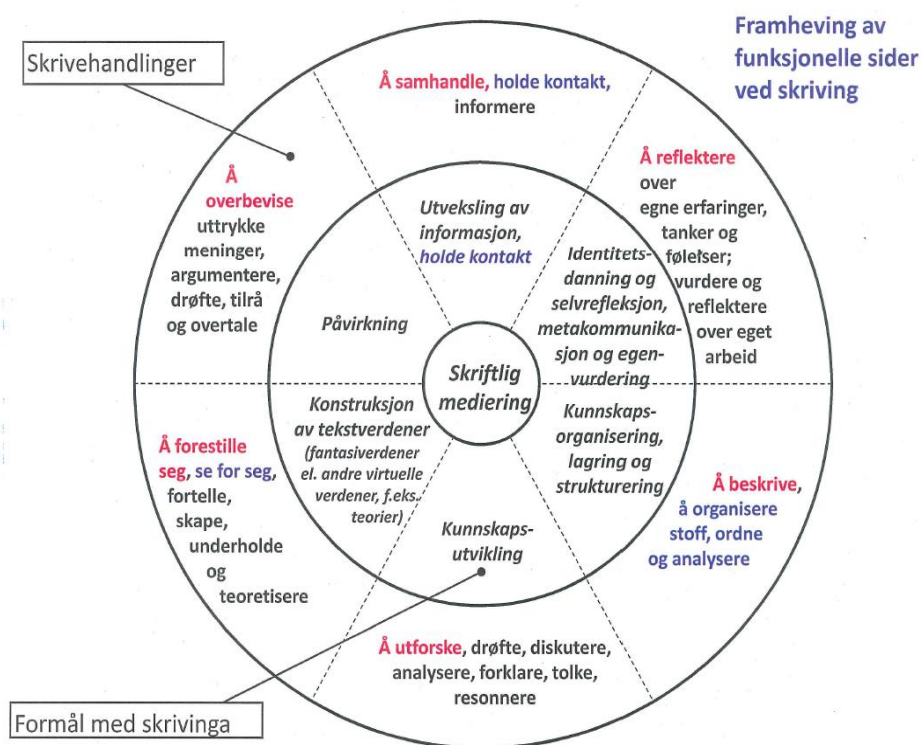 Framheving av
funksjonelle sider
ved skriving
Skrivehandlinger
Å samhandle, holde kontakt,
informere
Å reflektere
over
egne erfaringer,
tanker og
følelser;
vurdere og
reflektere
over eget
arbeid
Å
overbevise
uttrykke
meninger,
argumentere,
drøfte, tilrå
og overtale
Utveksling av
informasjon,
holde kontakt
Identitets-
danning og
selvrefleksjon,
metakommunika-
sjon og egen-
vurdering
Påvirkning
Skriftlig
mediering
Konstruksjon
av tekstverdener
(fantasiverdener
el. andre virtuelle
verdener, f.eks.
teorier)
Kunnskaps-
organisering,
lagring og
strukturering
Kunnskaps-
utvikling
Å forestille
seg, se for seg,
fortelle,
skape,
underholde
og
teoretisere
Å beskrive,
å organisere
stoff, ordne
og analysere
Å utforske, drøfte, diskutere,
analysere, forklare, tolke,
resonnere
Formål med skrivinga